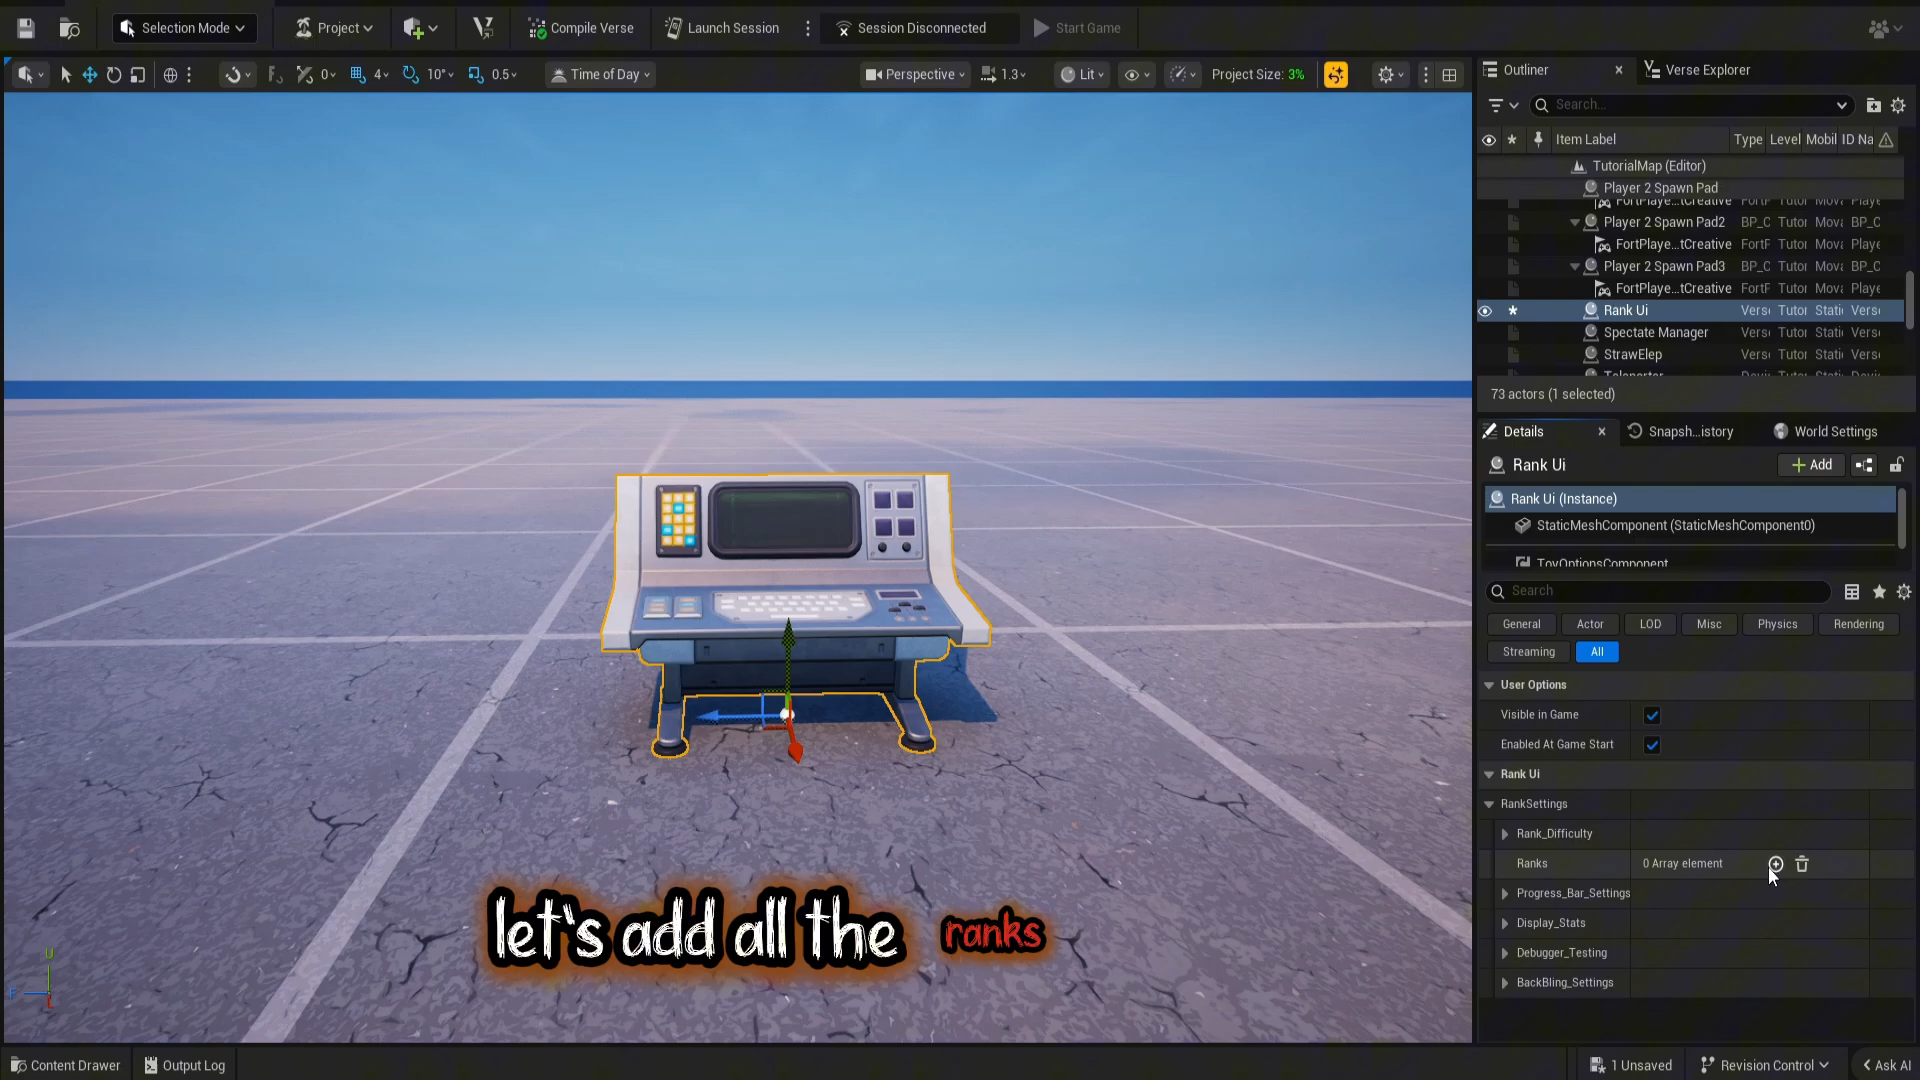 Selection Mode
Project
Compile Verse
Launch Session
Session Disconnected
Start Game
0
4
10°
0.5
Time of Day
Perspective
1.3
Lit
Project Size: 3%
Outliner
Verse Explorer
Search...
Item Label
Type
Level
Mobil
ID Na
TutorialMap (Editor)
Player 2 Spawn Pad
FortPlaye...tCreative
Player 2 Spawn Pad2
FortPlaye...tCreative
Player 2 Spawn Pad3
FortPlaye...tCreative
Rank Ui
Spectate Manager
StrawElep
Teleporter
73 actors (1 selected)
Details
Snapsh...istory
World Settings
Rank Ui
Add
Rank Ui (Instance)
StaticMeshComponent (StaticMeshComponent0)
ToyOptionsComponent
Search
General
Actor
LOD
Misc
Physics
Rendering
Streaming
All
User Options
Visible in Game
Enabled At Game Start
Rank Ui
RankSettings
Rank_Difficulty
Ranks
0 Array element
Progress_Bar_Settings
Display_Stats
Debugger_Testing
BackBling_Settings
let's add all the ranks
Content Drawer
Output Log
1 Unsaved
Revision Control
Ask AI